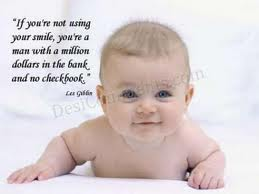 "If you're not using
your smile, you're a
man with a million
dollars in the bank
and no checkbook."
Les Giblin